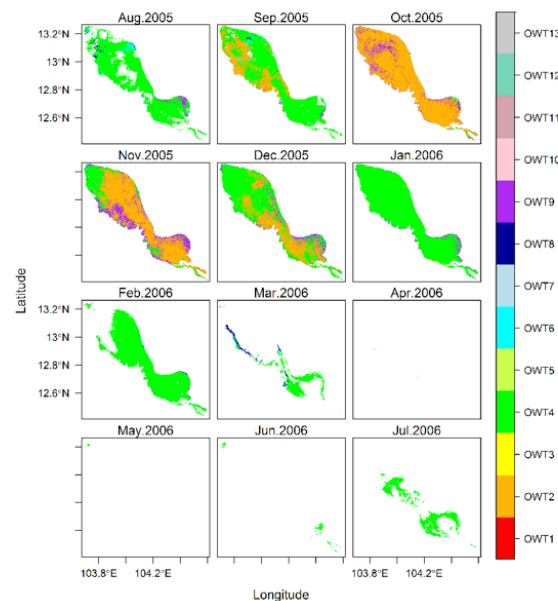 Aug.2005
Sep.2005
Oct.2005
13.2°N
13.0°N
12.8°N
12.6°N
Nov.2005
Dec.2005
Jan.2006
Feb.2006
Mar.2006
Apr.2006
13.2°N
13.0°N
12.8°N
12.6°N
May.2006
Jun.2006
Jul.2006
103.8°E 104.2°E
103.8°E 104.2°E
Longitude
Latitude
OWT13
OWT12
OWT11
OWT10
OWT9
OWT8
OWT7
OWT6
OWT5
OWT4
OWT3
OWT2
OWT1